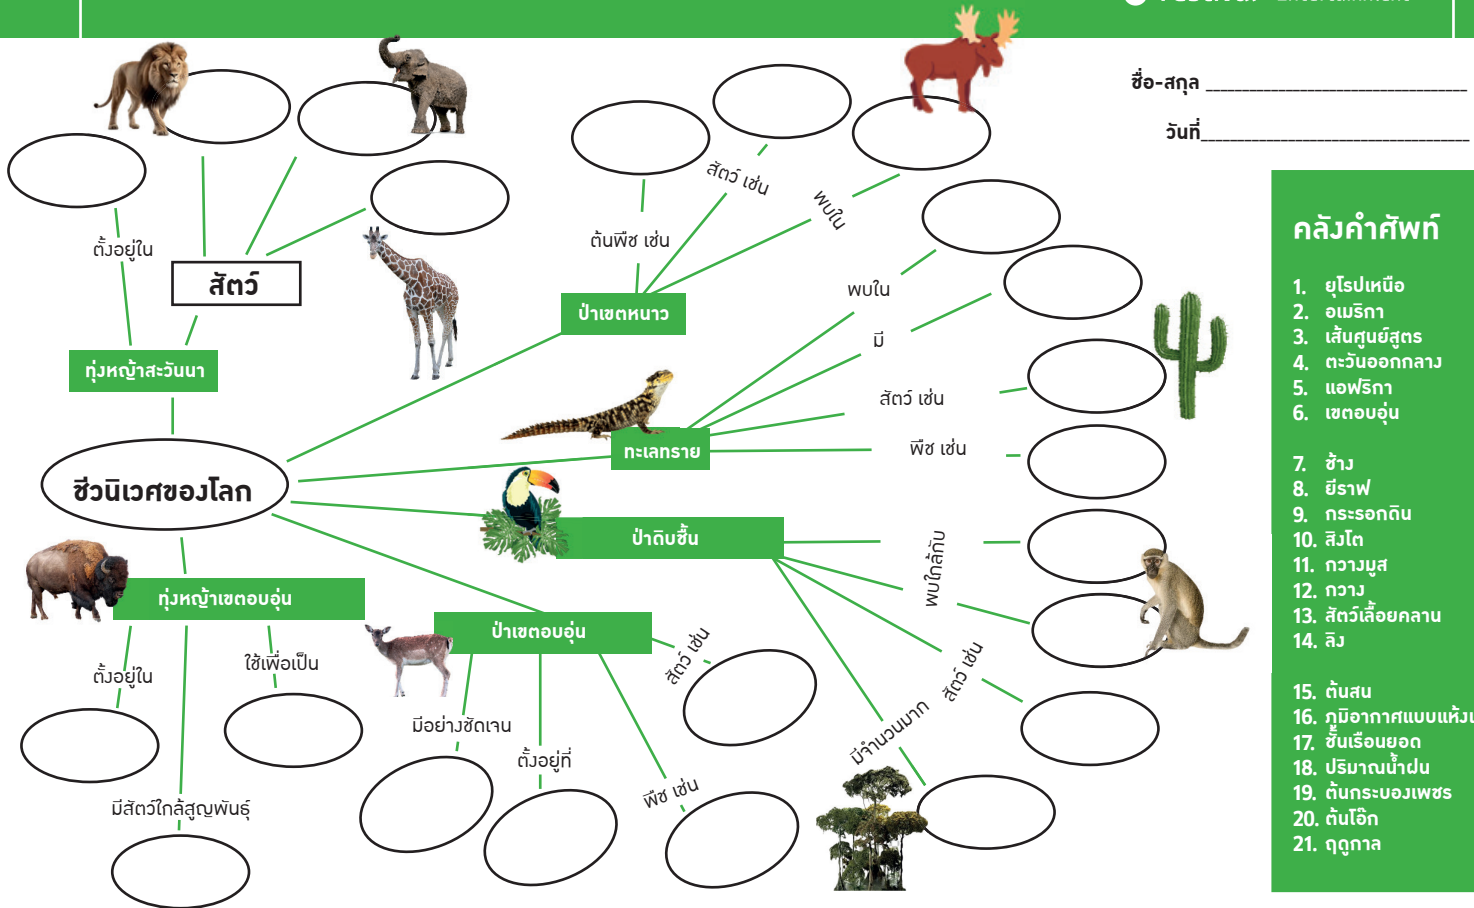 ชื่อ-สกุล ________________________________
วันที่_________________________________
ตั้งอยู่ใน
สัตว์
ทุ่งหญ้าสะวันนา
ต้นพืช เช่น
สัตว์ เช่น
พบใน
ป่าเขตหนาว
พบใน
มี
สัตว์ เช่น
พืช เช่น
ทะเลทราย
ชีวนิเวศของโลก
ป่าดิบชื้น
พบใกล้กับ
สัตว์ เช่น
มีจำนวนมาก
ทุ่งหญ้าเขตอบอุ่น
ตั้งอยู่ใน
ใช้เพื่อเป็น
มีสัตว์ใกล้สูญพันธุ์
ป่าเขตอบอุ่น
มีอย่างชัดเจน
ตั้งอยู่ที่
พืช เช่น
สัตว์ เช่น
คลังคำศัพท์
1. ยุโรปเหนือ
2. อเมริกา
3. เส้นศูนย์สูตร
4. ตะวันออกกลาง
5. แอฟริกา
6. เขตอบอุ่น
7. ช้าง
8. ยีราฟ
9. กระรอกดิน
10. สิงโต
11. กวางมูส
12. กวาง
13. สัตว์เลื้อยคลาน
14. ลิง
15. ต้นสน
16. ภูมิอากาศแบบแห้ง
17. ชั้นเรือนยอด
18. ปริมาณน้ำฝน
19. ต้นกระบองเพชร
20. ต้นโอ๊ก
21. ฤดูกาล